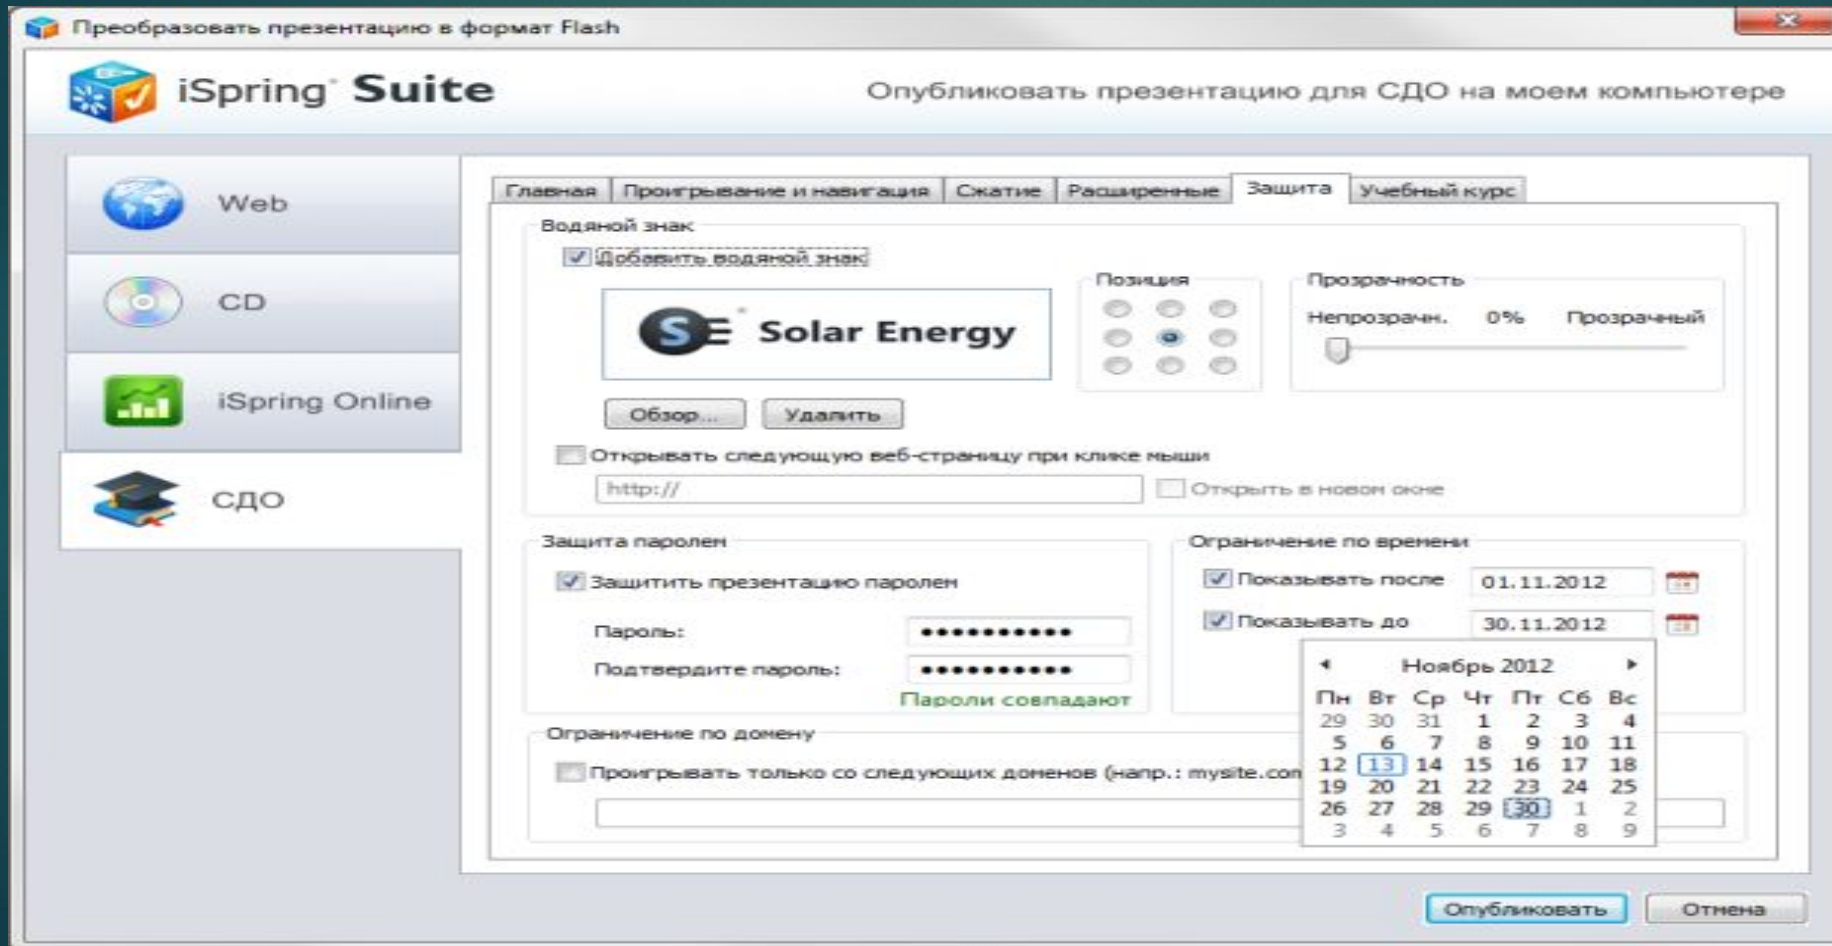 Преобразовать презентацию в формат Flash
iSpring Suite
Опубликовать презентацию для СДО на моем компьютере
Web
CD
iSpring Online
СДО
Главная Проигрывание и навигация Сжатие Расширенные Защита Учебный курс
Водяной знак
Добавить водяной знак
SE Solar Energy
Позиция
Прозрачность
Непрозрачн. 0% Прозрачный
Обзор... Удалить
Открывать следующую веб-страницу при клике мыши
http://
Открыть в новом окне
Защита паролем
Защитить презентацию паролем
Пароль: ●●●●●●●●●●
Подтвердите пароль: ●●●●●●●●●●
Пароли совпадают
Ограничение по времени
Показывать после 01.11.2012
Показывать до 30.11.2012
Ноябрь 2012
Пн Вт Ср Чт Пт Сб Вс
29 30 31 1 2 3 4
5 6 7 8 9 10 11
12 13 14 15 16 17 18
19 20 21 22 23 24 25
26 27 28 29 30 1 2
3 4 5 6 7 8 9
Ограничение по домену
Проигрывать только со следующих доменов (напр.: mysite.com
Опубликовать Отмена